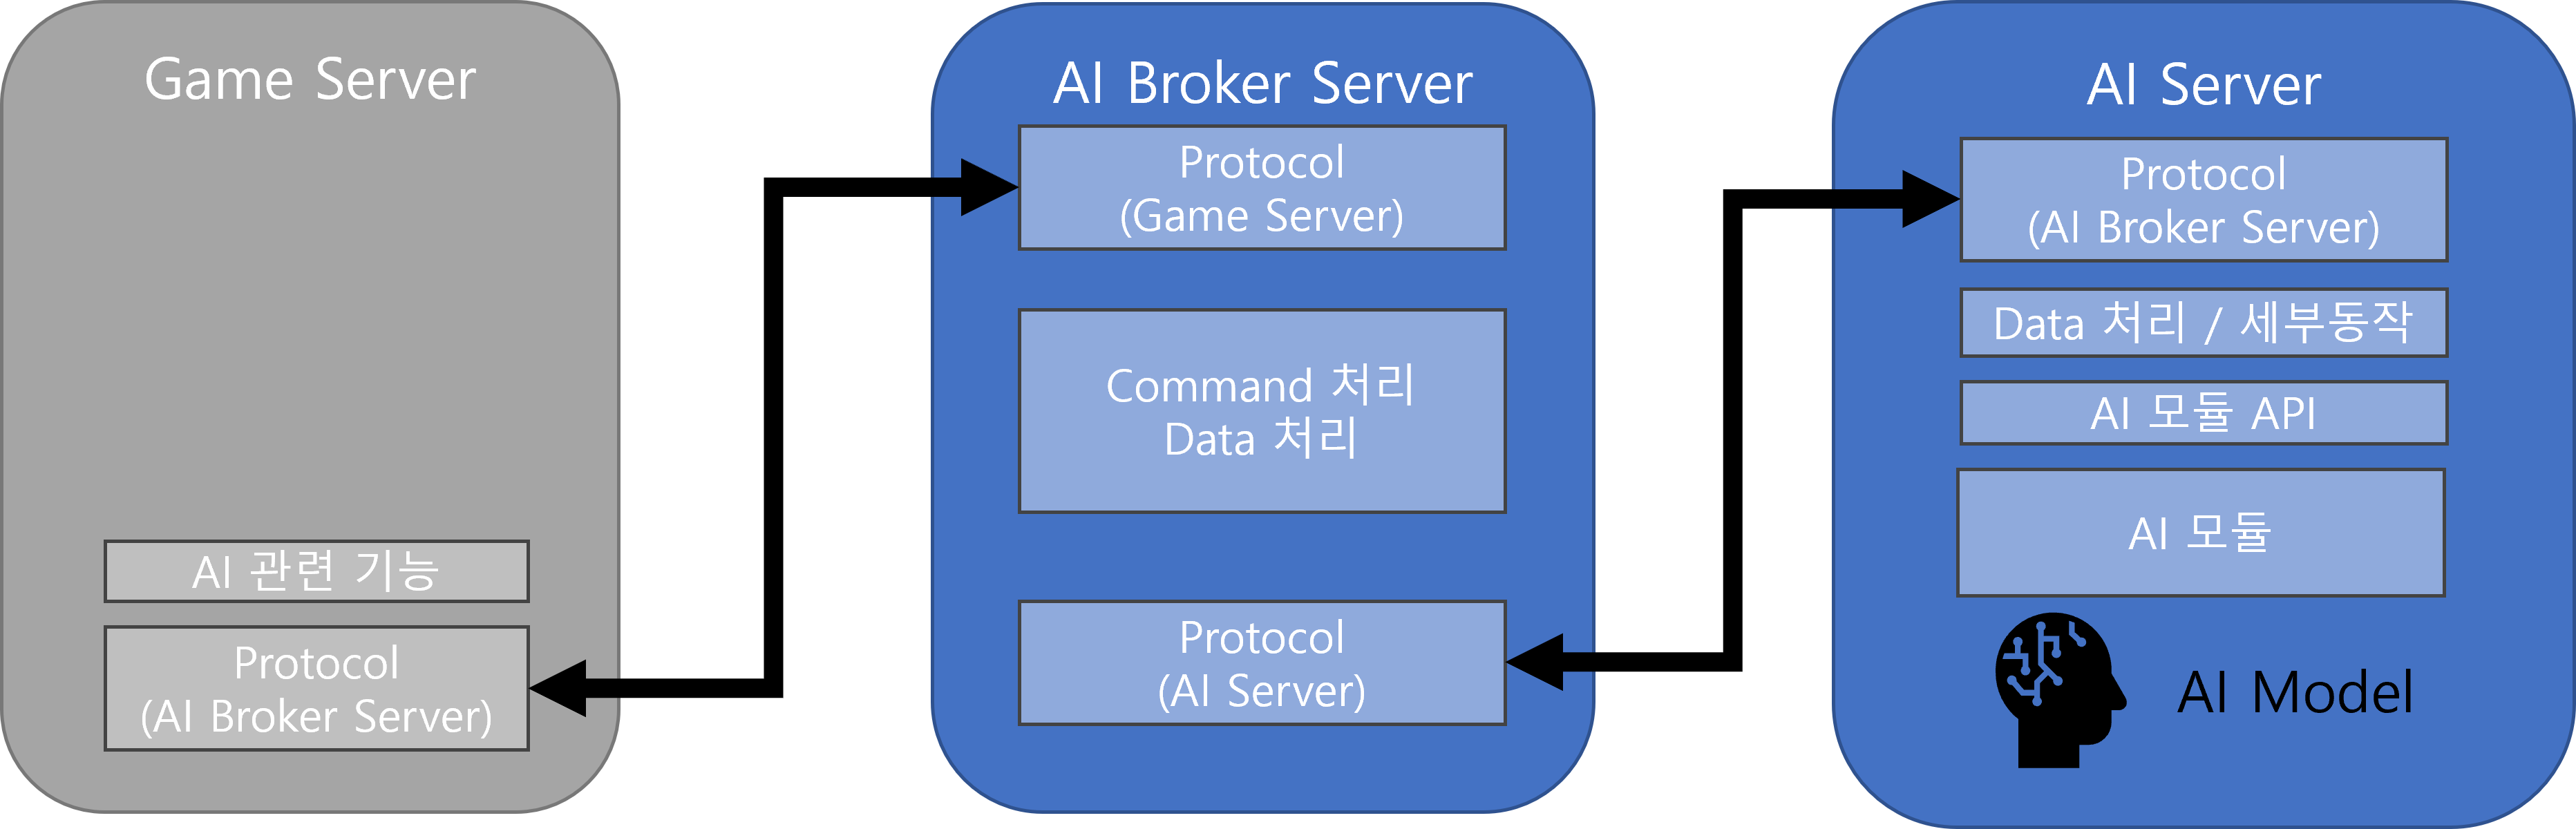 Game Server
AI 관련 기능
Protocol
(AI Broker Server)
AI Broker Server
Protocol
(Game Server)
Command 처리
Data 처리
Protocol
(AI Server)
AI Server
Protocol
(AI Broker Server)
Data 처리 / 세부동작
AI 모듈 API
AI 모듈
AI Model